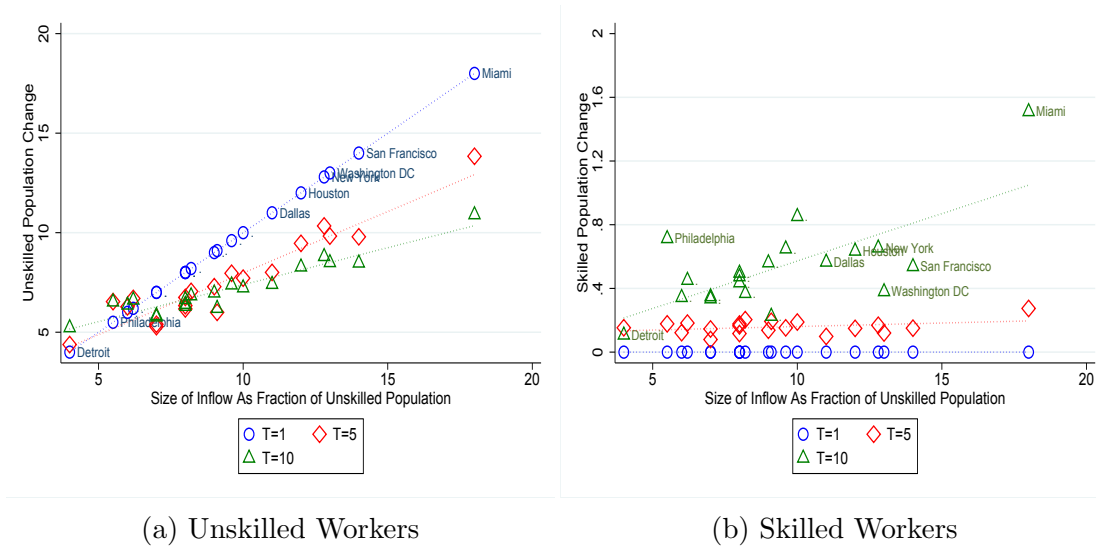 20
15
10
5
Unskilled Population Change
Miami
San Francisco
Washington DC
New York
Houston
Dallas
Philadelphia
Detroit
5 10 15 20
Size of Inflow As Fraction of Unskilled Population
T=1 T=5
T=10
(a) Unskilled Workers
2
1.6
1.2
.8
.4
0
Skilled Population Change
Miami
Philadelphia
Houston
New York
Dallas
San Francisco
Washington DC
Detroit
5 10 15 20
Size of Inflow As Fraction of Unskilled Population
T=1 T=5
T=10
(b) Skilled Workers